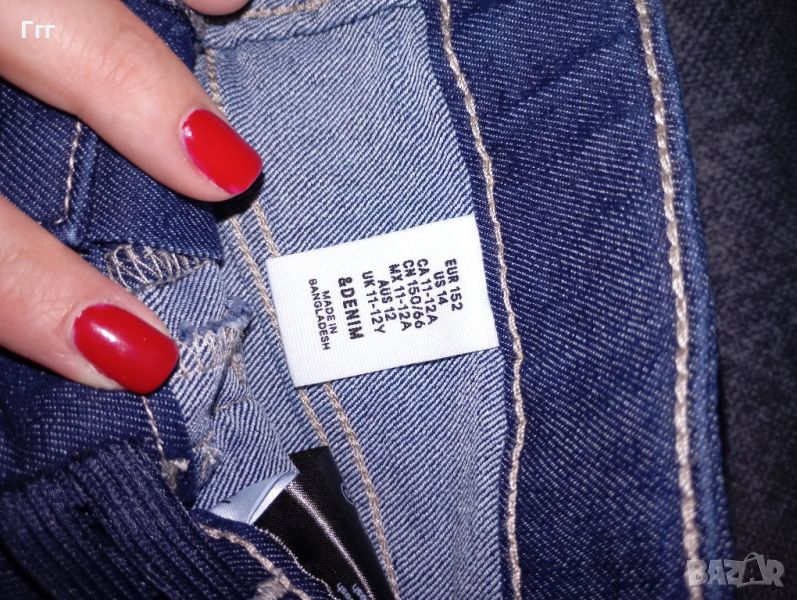 Ггг
EUR 152
US 14
CA 11-12A
CN 150/66
MX 11-12A
AUS 12
UK 11-12Y
&DENIM
MADE IN
BANGLADESH
BAZAR